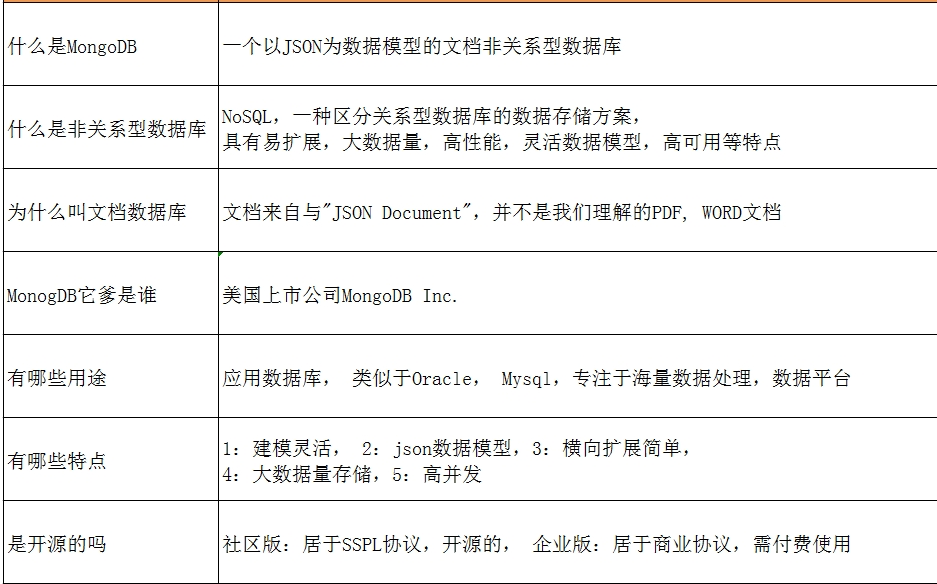 什么是MongoDB
一个以JSON为数据模型的文档非关系型数据库
什么是非关系型数据库
NoSQL，一种区分关系型数据库的数据存储方案，
具有易扩展，大数据量，高性能，灵活数据模型，高可用等特点
为什么叫文档数据库
文档来自与"JSON Document"，并不是我们理解的PDF, WORD文档
MonogDB它爹是谁
美国上市公司MongoDB Inc.
有哪些用途
应用数据库， 类似于Oracle， Mysql，专注于海量数据处理，数据平台
有哪些特点
1：建模灵活， 2：json数据模型，3：横向扩展简单，
4：大数据量存储，5：高并发
是开源的吗
社区版：居于SSPL协议，开源的， 企业版：居于商业协议，需付费使用